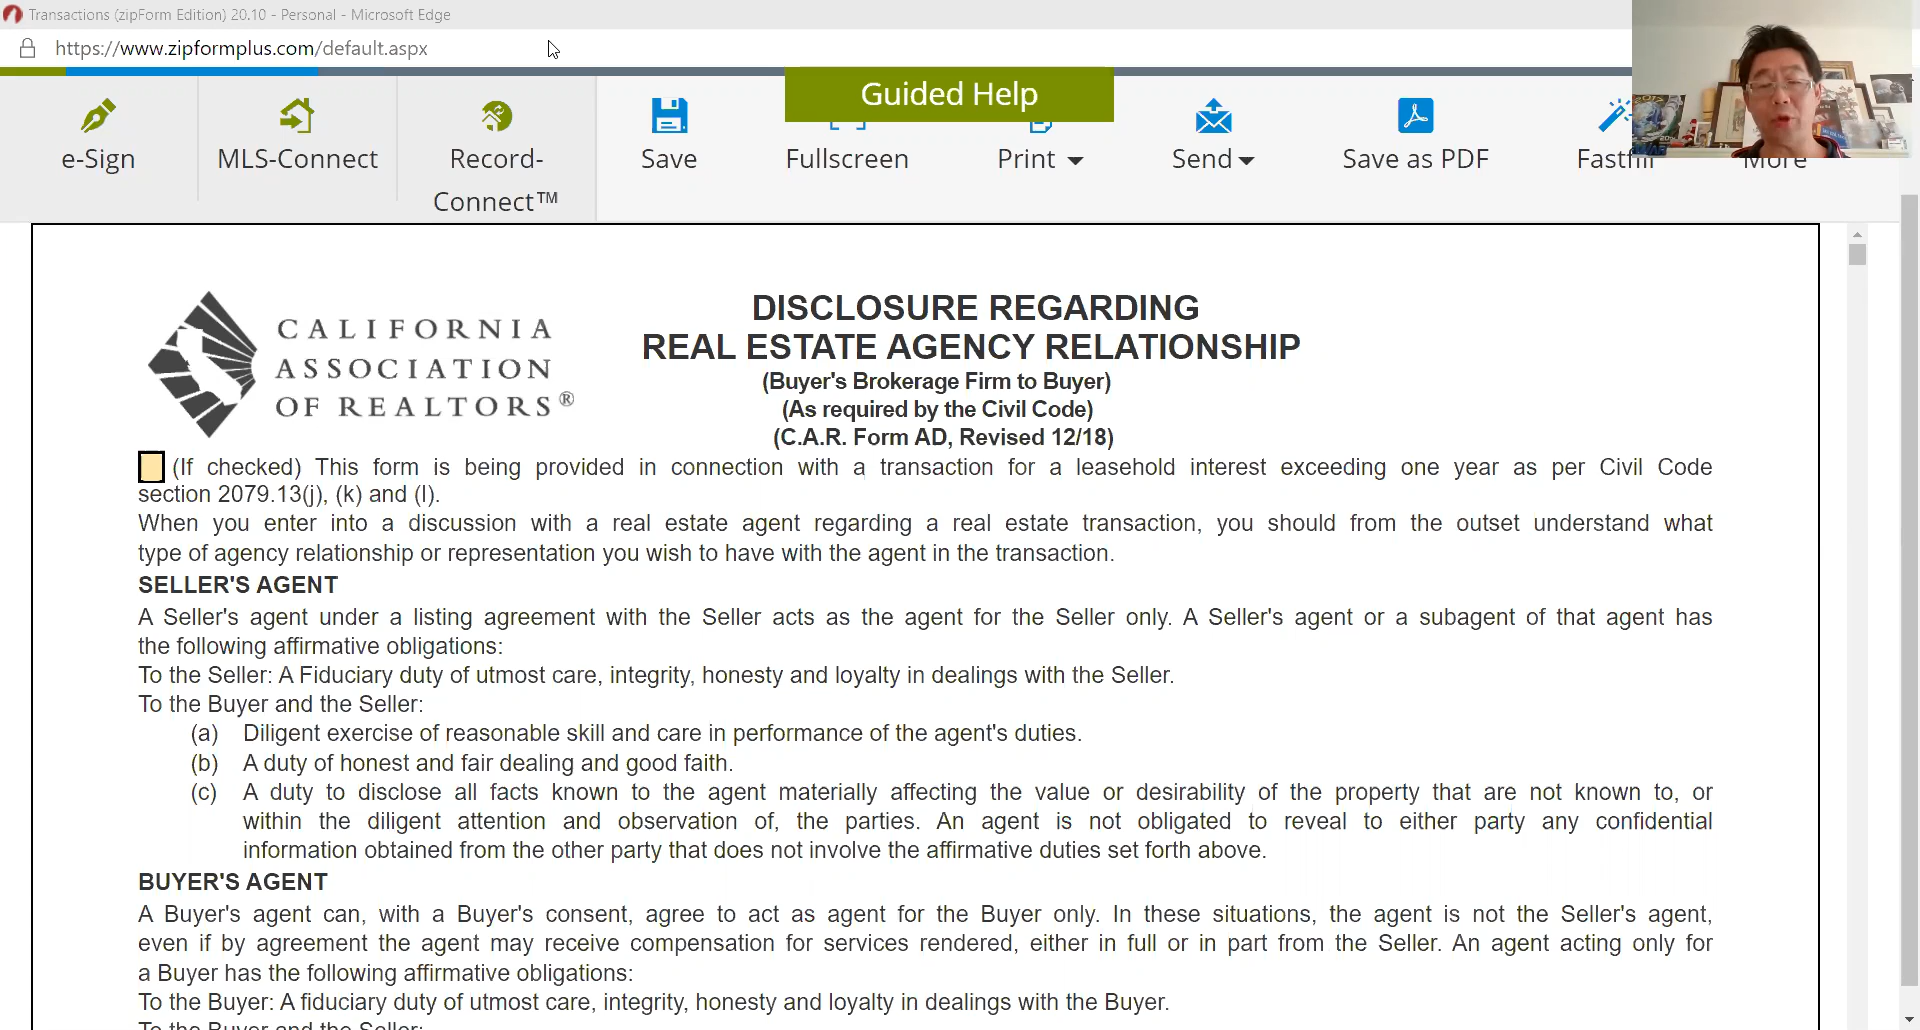 Transactions (zipForm Edition) 20.10 - Personal - Microsoft Edge
https://www.zipformplus.com/default.aspx
Guided Help
e-Sign
MLS-Connect
Record-
Connect™
Save
Fullscreen
Print
Send
Save as PDF
Fastfill
More
2017
CALIFORNIA
ASSOCIATION
OF REALTORS®
DISCLOSURE REGARDING
REAL ESTATE AGENCY RELATIONSHIP
(Buyer's Brokerage Firm to Buyer)
(As required by the Civil Code)
(C.A.R. Form AD, Revised 12/18)
(If checked) This form is being provided in connection with a transaction for a leasehold interest exceeding one year as per Civil Code
section 2079.13(j), (k) and (l).
When you enter into a discussion with a real estate agent regarding a real estate transaction, you should from the outset understand what
type of agency relationship or representation you wish to have with the agent in the transaction.
SELLER'S AGENT
A Seller's agent under a listing agreement with the Seller acts as the agent for the Seller only. A Seller's agent or a subagent of that agent has
the following affirmative obligations:
To the Seller: A Fiduciary duty of utmost care, integrity, honesty and loyalty in dealings with the Seller.
To the Buyer and the Seller:
(a) Diligent exercise of reasonable skill and care in performance of the agent's duties.
(b) A duty of honest and fair dealing and good faith.
(c) A duty to disclose all facts known to the agent materially affecting the value or desirability of the property that are not known to, or
within the diligent attention and observation of, the parties. An agent is not obligated to reveal to either party any confidential
information obtained from the other party that does not involve the affirmative duties set forth above.
BUYER'S AGENT
A Buyer's agent can, with a Buyer's consent, agree to act as agent for the Buyer only. In these situations, the agent is not the Seller's agent,
even if by agreement the agent may receive compensation for services rendered, either in full or in part from the Seller. An agent acting only for
a Buyer has the following affirmative obligations:
To the Buyer: A fiduciary duty of utmost care, integrity, honesty and loyalty in dealings with the Buyer.
To the Buyer and the Seller: